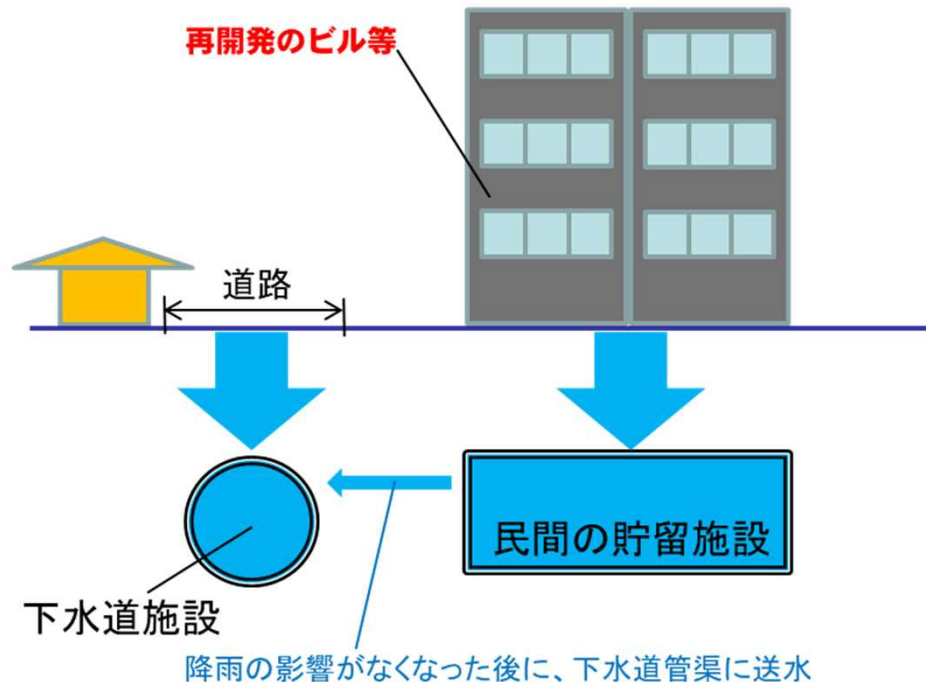 再開発のビル等
道路
民間の貯留施設
下水道施設
降雨の影響がなくなった後に、下水道管渠に送水